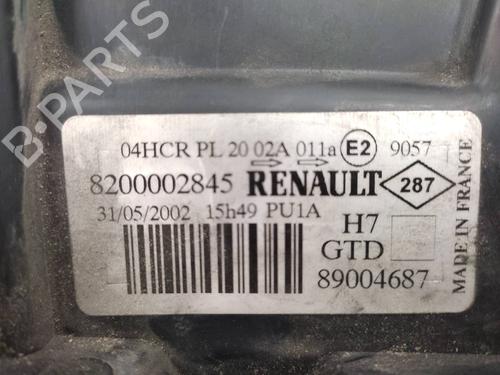 B-PARTS
04HCR PL 20 02A 011a E2 9057
8200002845 RENAULT 287
31/05/2002 15h49 PU1A
H7
GTD
89004687
MADE IN FRANCE